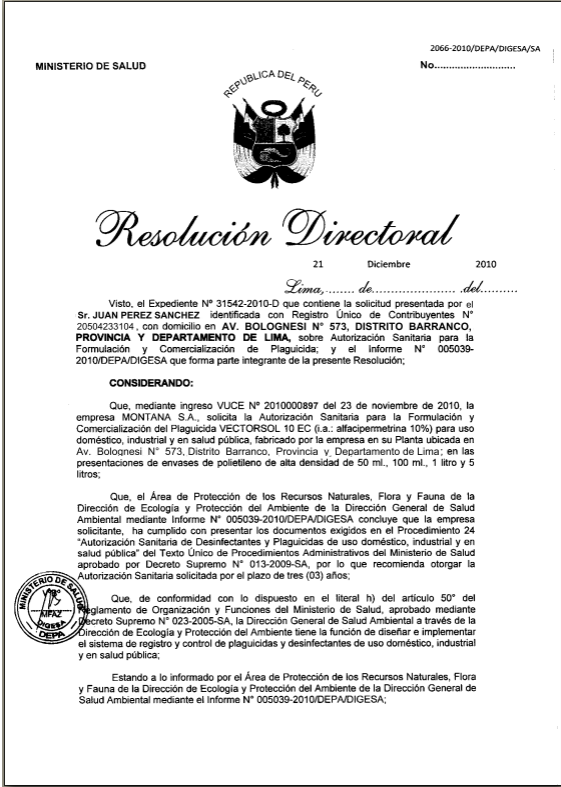 2066-2010/DEPA/DIGESA/SA
MINISTERIO DE SALUD
No............................
REPUBLICA DEL PERU
Resolución Directoral
21 Diciembre 2010
Lima,........ de....................... .del..........
Visto, el Expediente N° 31542-2010-D que contiene la solicitud presentada por el
Sr. JUAN PEREZ SANCHEZ identificada con Registro Único de Contribuyentes N°
20504233104, con domicilio en AV. BOLOGNESI N° 573, DISTRITO BARRANCO,
PROVINCIA Y DEPARTAMENTO DE LIMA, sobre Autorización Sanitaria para la
Formulación y Comercialización de Plaguicida; y el Informe N° 005039-
2010/DEPA/DIGESA que forma parte integrante de la presente Resolución;
CONSIDERANDO:
Que, mediante ingreso VUCE Nº 2010000897 del 23 de noviembre de 2010, la
empresa MONTANA S.A., solicita la Autorización Sanitaria para la Formulación y
Comercialización del Plaguicida VECTORSOL 10 EC (i.a.: alfacipermetrina 10%) para uso
doméstico, industrial y en salud pública, fabricado por la empresa en su Planta ubicada en
Av. Bolognesi N° 573, Distrito Barranco, Provincia y Departamento de Lima; en las
presentaciones de envases de polietileno de alta densidad de 50 ml., 100 ml., 1 litro y 5
litros;
Que, el Área de Protección de los Recursos Naturales, Flora y Fauna de la
Dirección de Ecología y Protección del Ambiente de la Dirección General de Salud
Ambiental mediante Informe N° 005039-2010/DEPA/DIGESA concluye que la empresa
solicitante, ha cumplido con presentar los documentos exigidos en el Procedimiento 24
"Autorización Sanitaria de Desinfectantes y Plaguicidas de uso doméstico, industrial y en
salud pública" del Texto Único de Procedimientos Administrativos del Ministerio de Salud
aprobado por Decreto Supremo N° 013-2009-SA, por lo que recomienda otorgar la
Autorización Sanitaria solicitada por el plazo de tres (03) años;
Que, de conformidad con lo dispuesto en el literal h) del artículo 50° del
Reglamento de Organización y Funciones del Ministerio de Salud, aprobado mediante
Decreto Supremo N° 023-2005-SA, la Dirección General de Salud Ambiental a través de la
Dirección de Ecología y Protección del Ambiente tiene la función de diseñar e implementar
el sistema de registro y control de plaguicidas y desinfectantes de uso doméstico, industrial
y en salud pública;
MINISTERIO DE SALUD
V°B°
MFAZ
DIGESA
DEPA
Estando a lo informado por el Área de Protección de los Recursos Naturales, Flora
y Fauna de la Dirección de Ecología y Protección del Ambiente de la Dirección General de
Salud Ambiental mediante el Informe N° 005039-2010/DEPA/DIGESA;